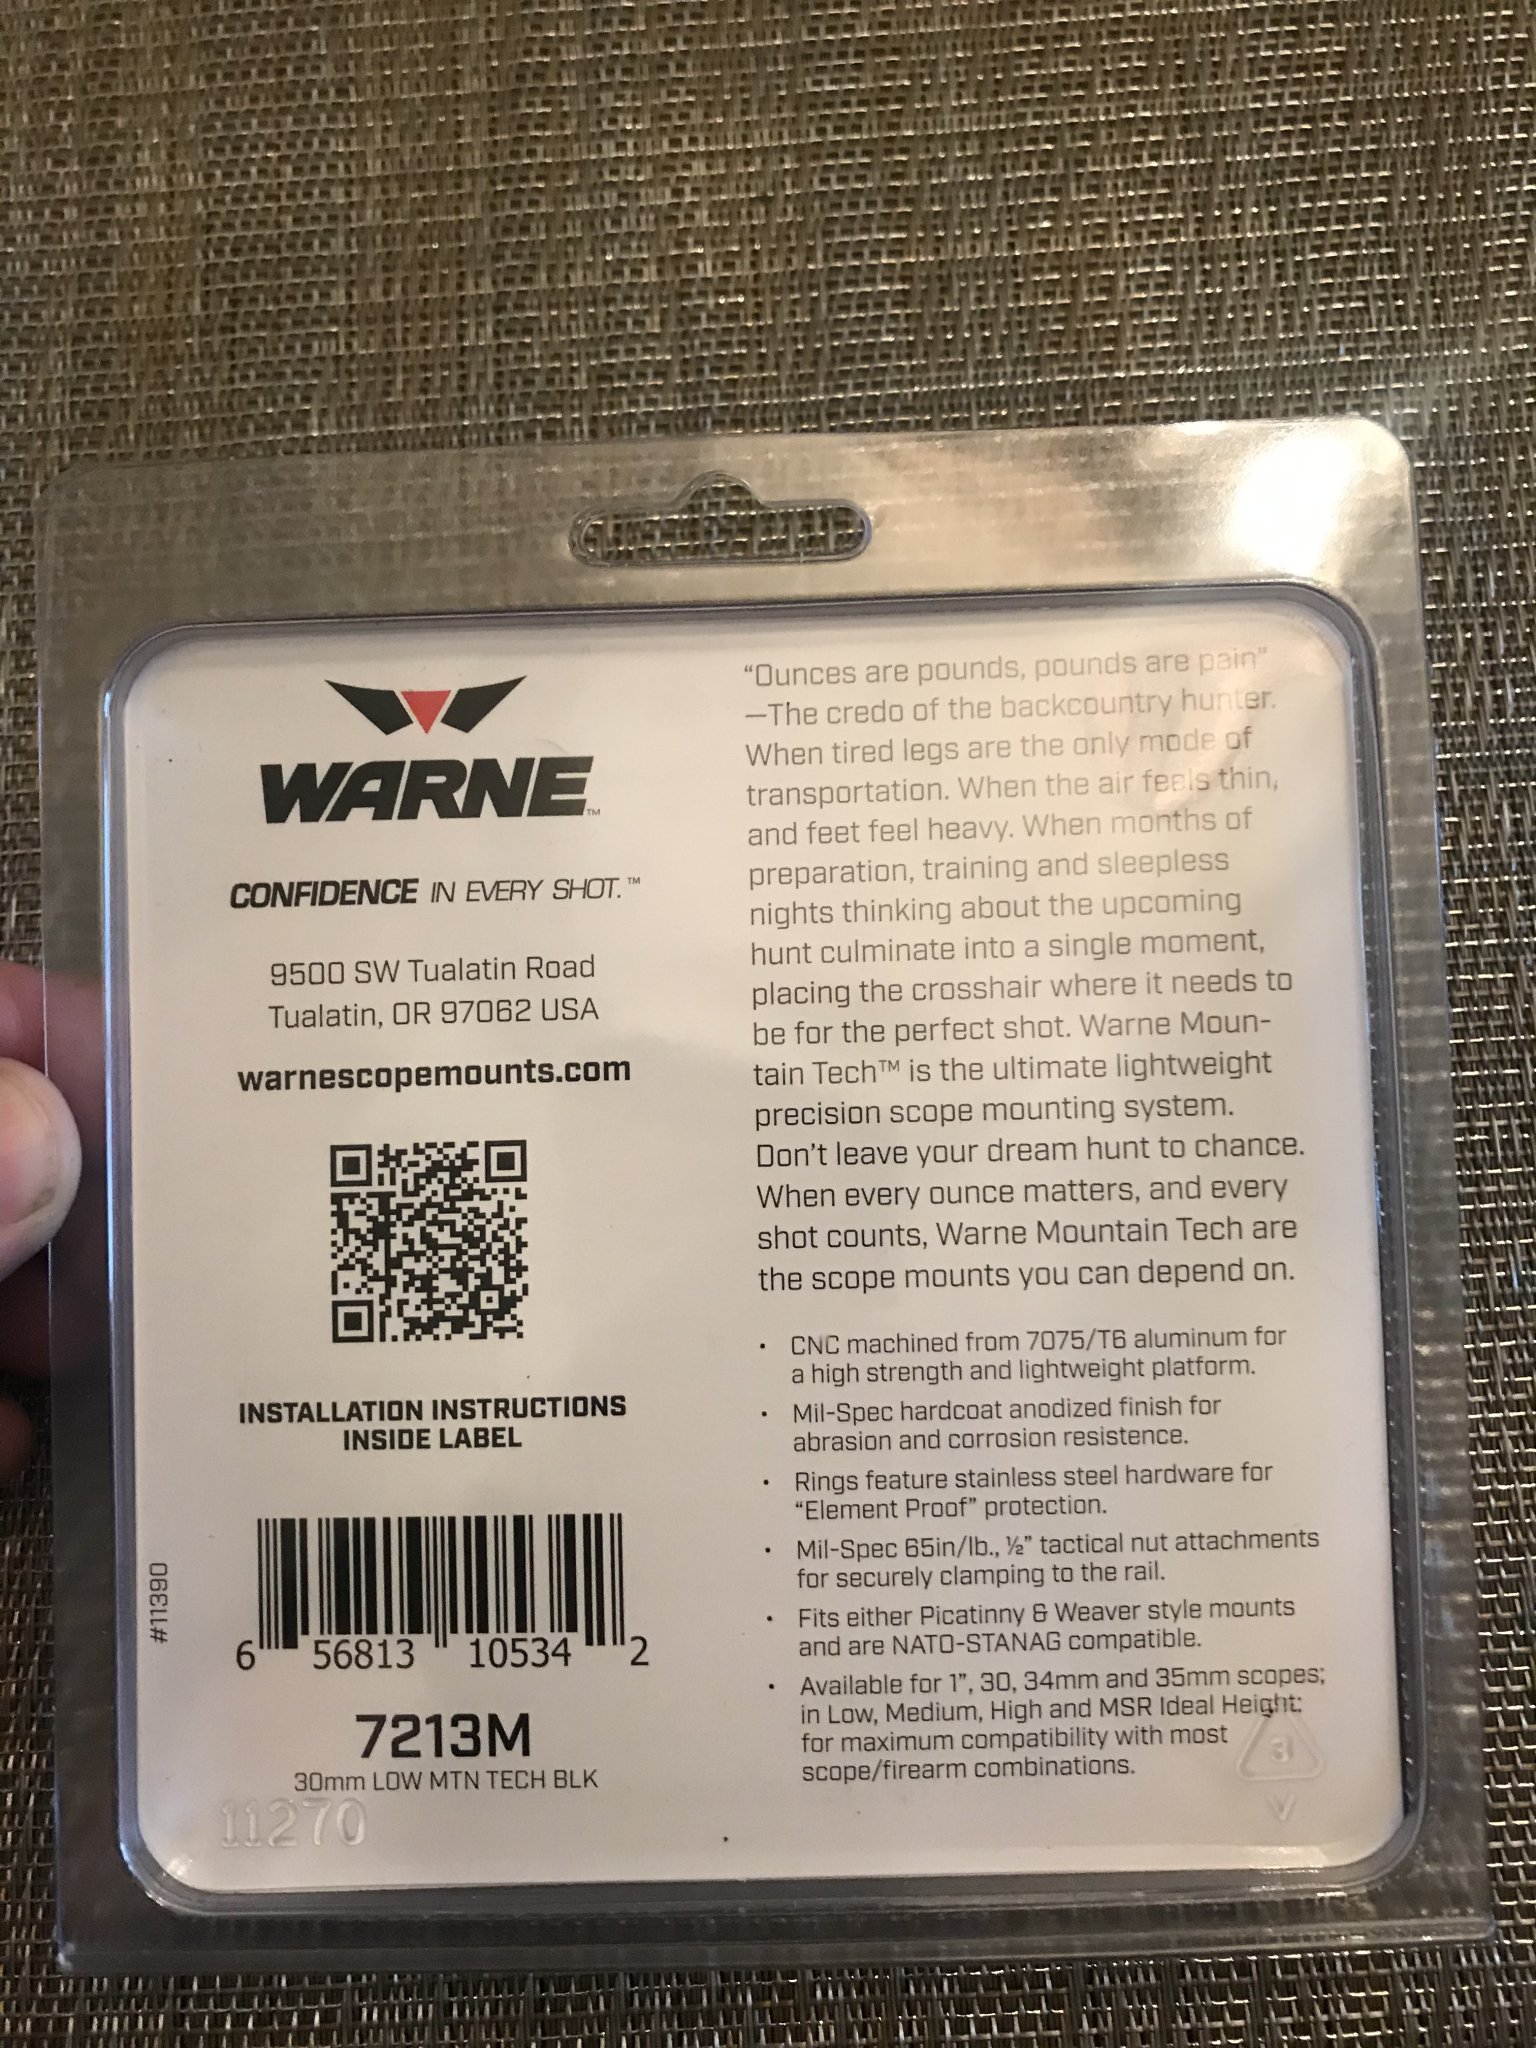 WARNE™
CONFIDENCE IN EVERY SHOT.™
9500 SW Tualatin Road
Tualatin, OR 97062 USA
warnescopemounts.com
INSTALLATION INSTRUCTIONS
INSIDE LABEL
#11390
6 56813 10534 2
7213M
30mm LOW MTN TECH BLK
11270
“Ounces are pounds, pounds are pain”
—The credo of the backcountry hunter.
When tired legs are the only mode of
transportation. When the air feels thin,
and feet feel heavy. When months of
preparation, training and sleepless
nights thinking about the upcoming
hunt culminate into a single moment,
placing the crosshair where it needs to
be for the perfect shot. Warne Moun-
tain Tech™ is the ultimate lightweight
precision scope mounting system.
Don’t leave your dream hunt to chance.
When every ounce matters, and every
shot counts, Warne Mountain Tech are
the scope mounts you can depend on.
• CNC machined from 7075/T6 aluminum for
a high strength and lightweight platform.
• Mil-Spec hardcoat anodized finish for
abrasion and corrosion resistence.
• Rings feature stainless steel hardware for
“Element Proof” protection.
• Mil-Spec 65in/lb., ½” tactical nut attachments
for securely clamping to the rail.
• Fits either Picatinny & Weaver style mounts
and are NATO-STANAG compatible.
• Available for 1”, 30, 34mm and 35mm scopes;
in Low, Medium, High and MSR Ideal Height:
for maximum compatibility with most
scope/firearm combinations.
3
V